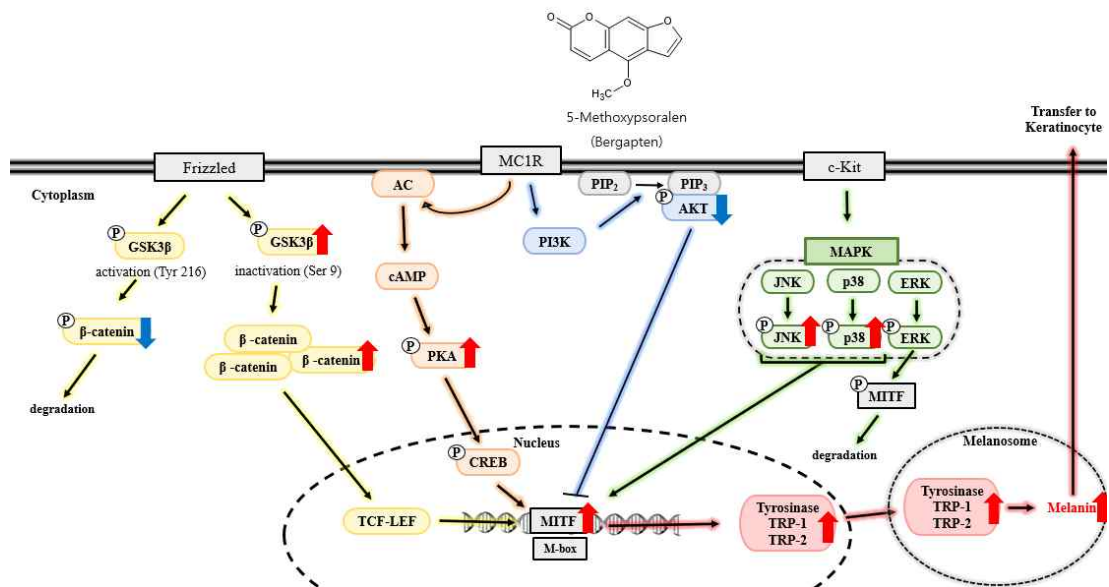 O
O
O
O
H₃C
5-Methoxypsoralen
(Bergapten)
Transfer to
Keratinocyte
Frizzled
MC1R
c-Kit
Cytoplasm
AC
PIP₂
PIP₃
P
AKT
P
GSK3β
P
GSK3β
PI3K
activation (Tyr 216)
inactivation (Ser 9)
MAPK
cAMP
JNK
p38
ERK
P
β-catenin
β -catenin
β -catenin
β -catenin
P
PKA
P
JNK
P
p38
P
ERK
P
MITF
degradation
degradation
Nucleus
Melanosome
P
CREB
TCF-LEF
MITF
M-box
Tyrosinase
TRP-1
TRP-2
Tyrosinase
TRP-1
TRP-2
Melanin